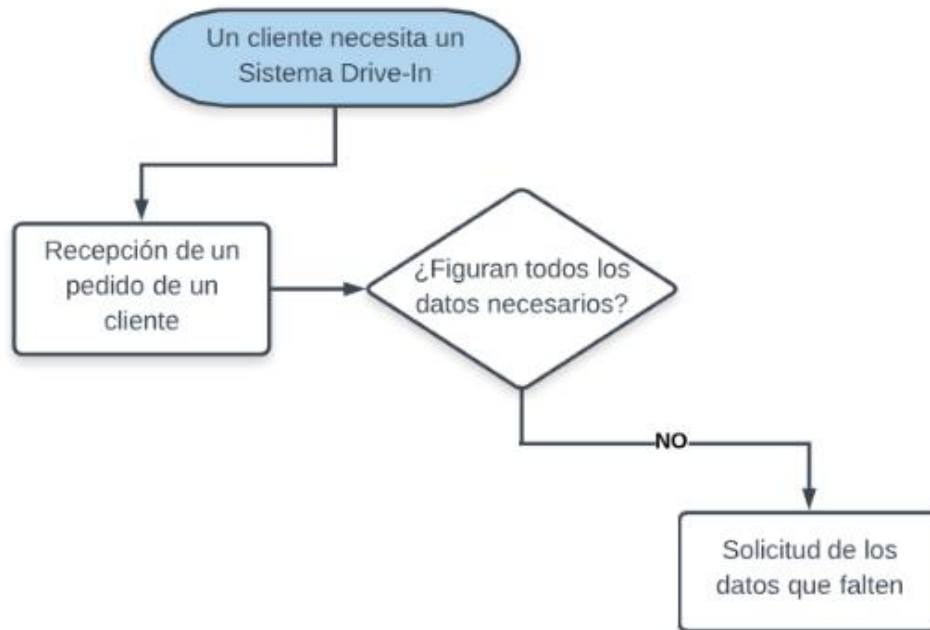 Un cliente necesita un
Sistema Drive-In
Recepción de un
pedido de un
cliente
¿Figuran todos los
datos necesarios?
NO
Solicitud de los
datos que falten